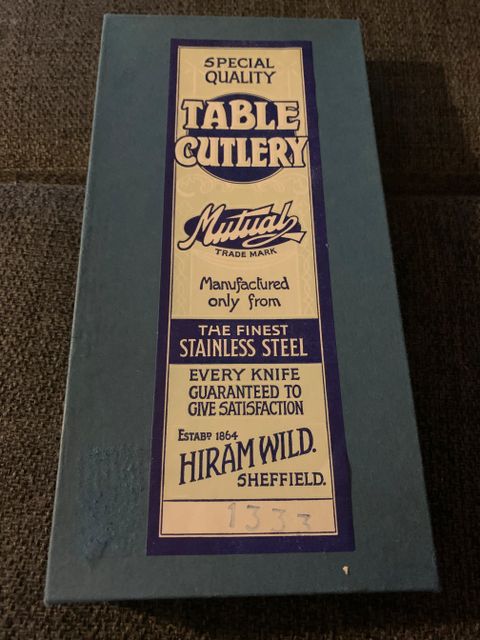 SPECIAL
QUALITY
TABLE
CUTLERY
Mutual
TRADE MARK
Manufactured
only from
THE FINEST
STAINLESS STEEL
EVERY KNIFE
GUARANTEED TO
GIVE SATISFACTION
ESTABD 1864
HIRAM WILD.
SHEFFIELD.
1333